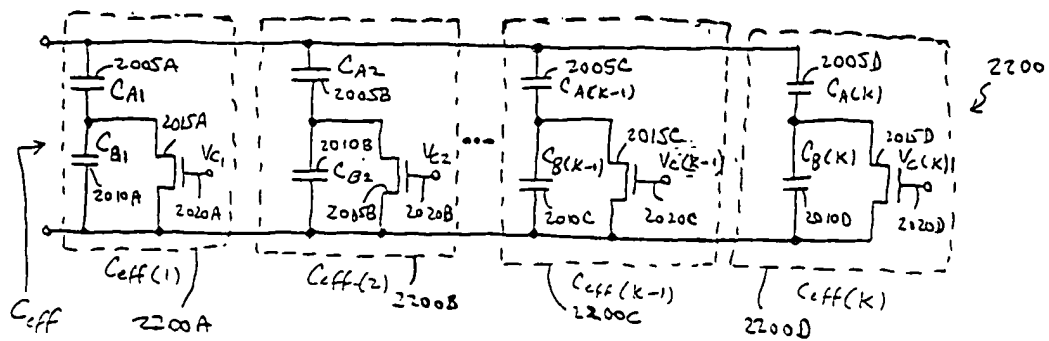 2005A
CA1
2015A
VC1
CB1
2010A
2020A
Ceff(1)
2200A
Ceff
CA2
2005B
2010B
CB2
VC2
2005B
2020B
Ceff(2)
2200B
...
2005C
CA(K-1)
2015C
VC(K-1)
CB(K-1)
2010C
2020C
Ceff(K-1)
2200C
2005D
CA(K)
2015D
VC(K)
CB(K)
2010D
2020D
Ceff(K)
2200D
2200